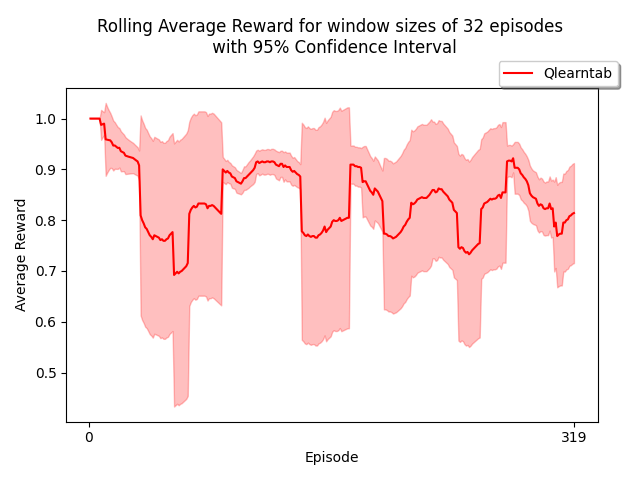 Rolling Average Reward for window sizes of 32 episodes
with 95% Confidence Interval
Qlearntab
1.0
0.9
0.8
0.7
0.6
0.5
Average Reward
0 319
Episode